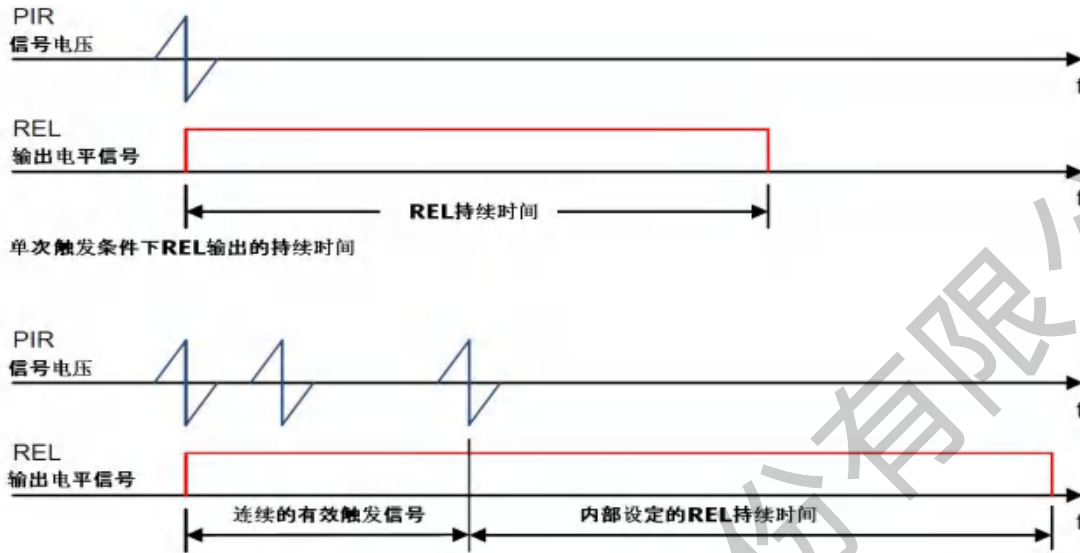 PIR
信号电压
t
REL
输出电平信号
t
REL持续时间
单次触发条件下REL输出的持续时间
PIR
信号电压
t
REL
输出电平信号
t
连续的有效触发信号
内部设定的REL持续时间
份有限公